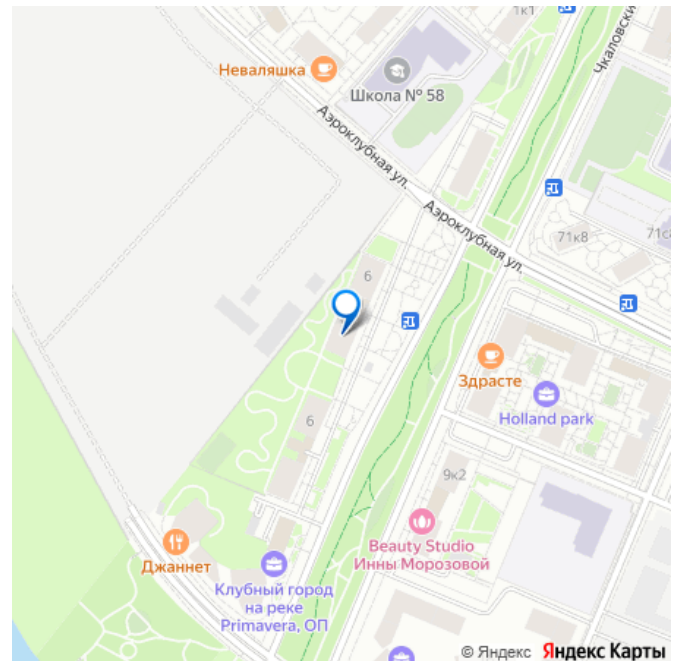 1к1
Чкаловски
Неваляшка
Школа № 58
Аэроклубная ул.
Аэроклубная ул.
71к8
71с
6
Здрасте
Holland park
6
9к2
Beauty Studio
Инны Морозовой
Джаннет
Клубный город
на реке
Primavera, ОП
© Яндекс Яндекс Карты